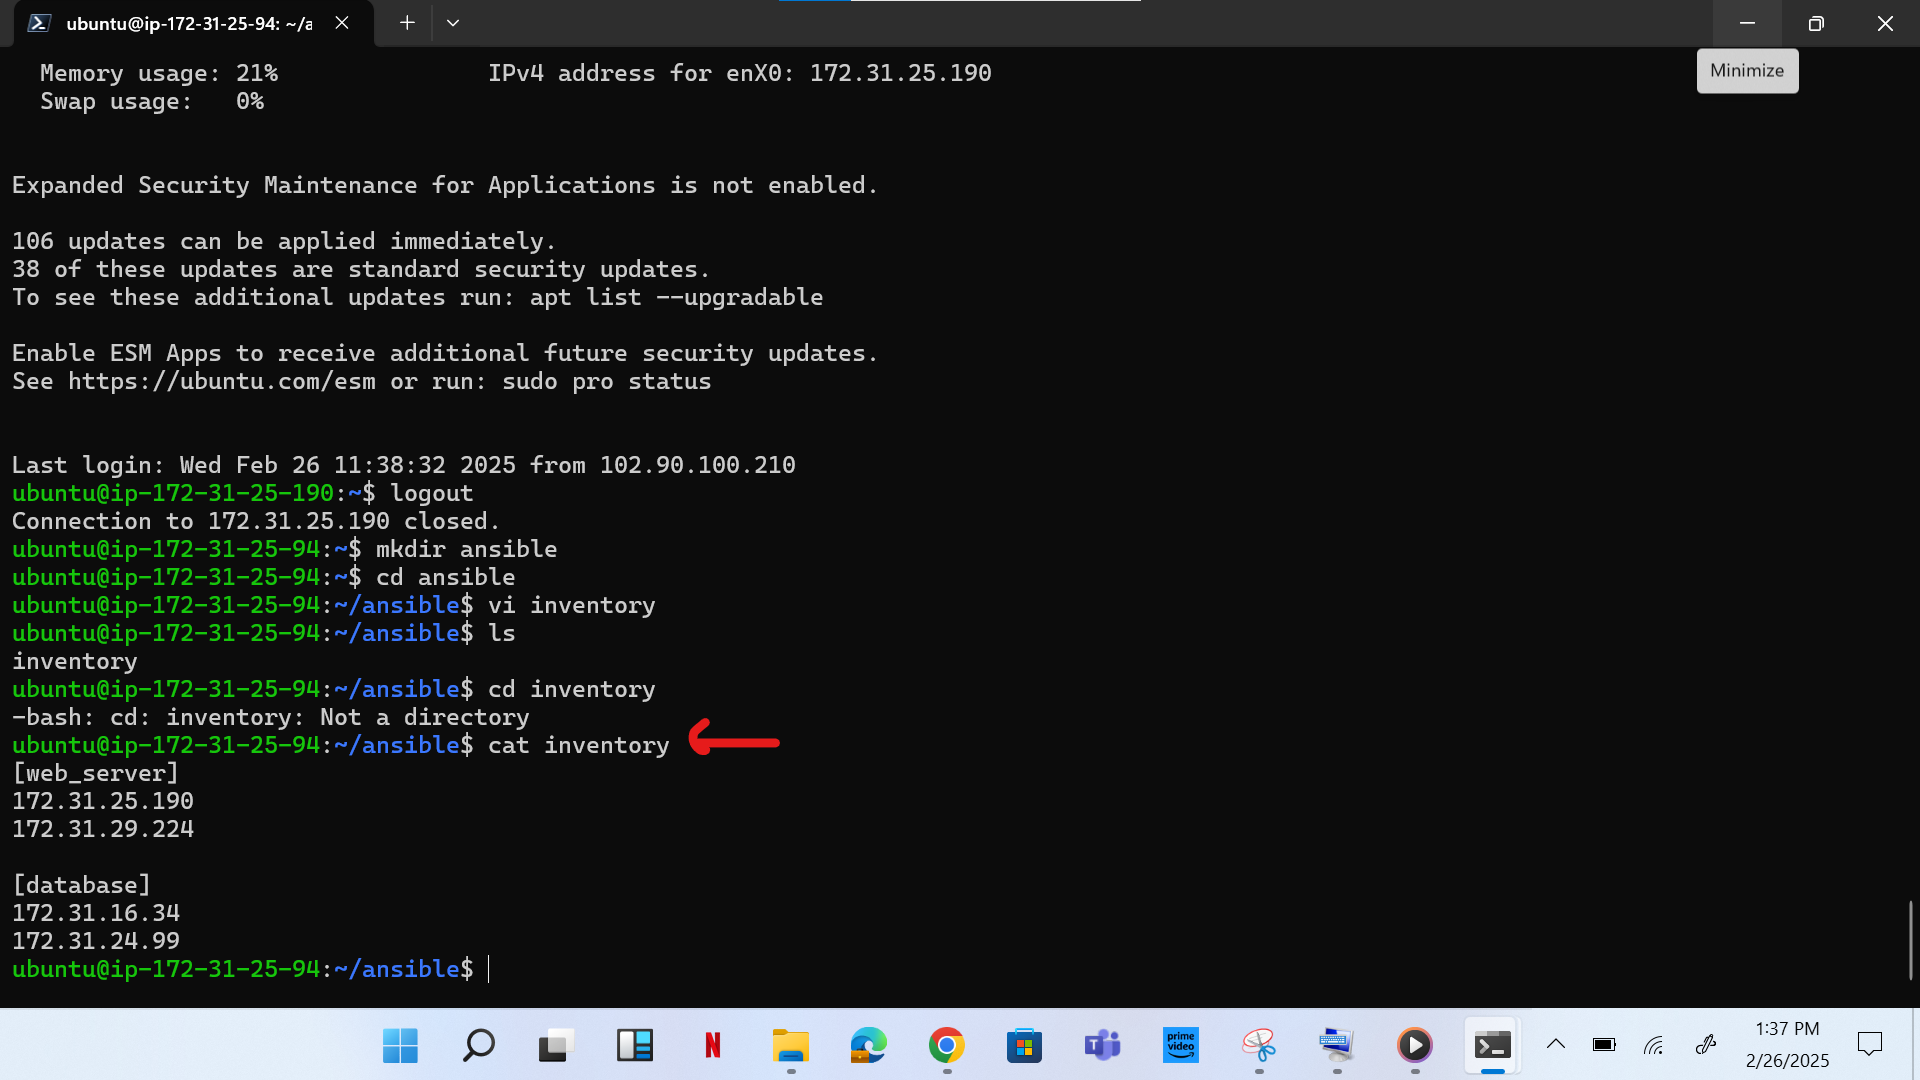 ubuntu@ip-172-31-25-94: ~/a
Minimize
Memory usage: 21% IPv4 address for enX0: 172.31.25.190
Swap usage: 0%
Expanded Security Maintenance for Applications is not enabled.
106 updates can be applied immediately.
38 of these updates are standard security updates.
To see these additional updates run: apt list --upgradable
Enable ESM Apps to receive additional future security updates.
See https://ubuntu.com/esm or run: sudo pro status
Last login: Wed Feb 26 11:38:32 2025 from 102.90.100.210
ubuntu@ip-172-31-25-190:~$ logout
Connection to 172.31.25.190 closed.
ubuntu@ip-172-31-25-94:~$ mkdir ansible
ubuntu@ip-172-31-25-94:~$ cd ansible
ubuntu@ip-172-31-25-94:~/ansible$ vi inventory
ubuntu@ip-172-31-25-94:~/ansible$ ls
inventory
ubuntu@ip-172-31-25-94:~/ansible$ cd inventory
-bash: cd: inventory: Not a directory
ubuntu@ip-172-31-25-94:~/ansible$ cat inventory
[web_server]
172.31.25.190
172.31.29.224
[database]
172.31.16.34
172.31.24.99
ubuntu@ip-172-31-25-94:~/ansible$
N
T
prime
video
1:37 PM
2/26/2025